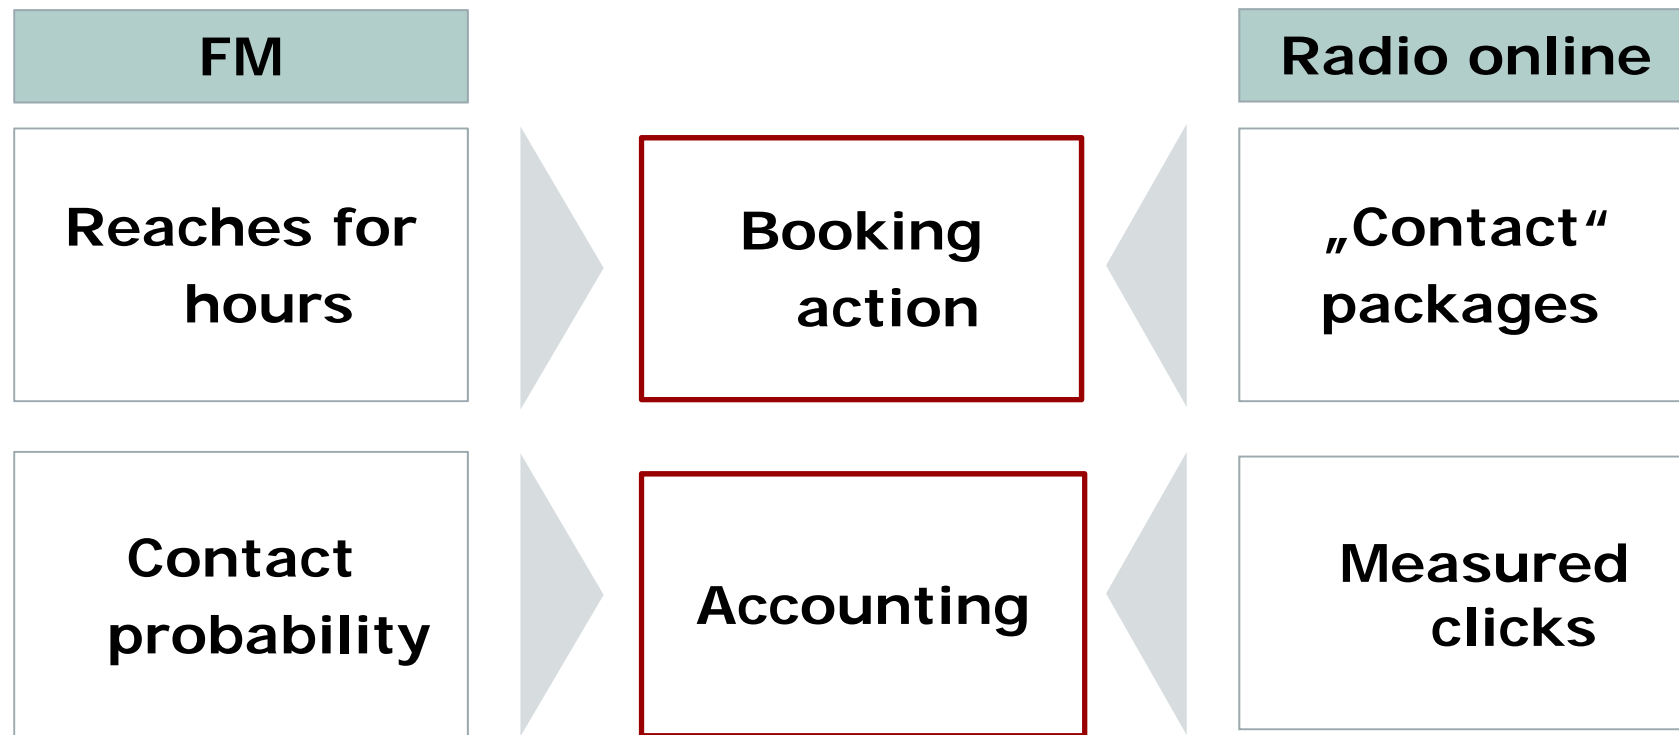 FM
Radio online
Reaches for
hours
Booking
action
„Contact“
packages
Contact
probability
Accounting
Measured
clicks